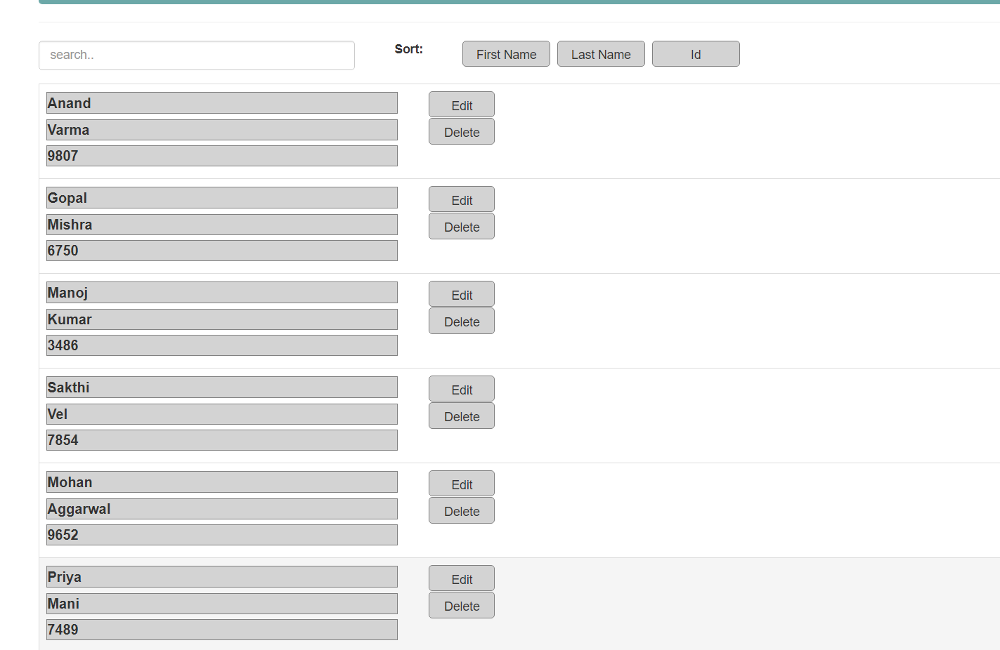 search..
Sort:
First Name
Last Name
Id
Anand
Varma
9807
Edit
Delete
Gopal
Mishra
6750
Edit
Delete
Manoj
Kumar
3486
Edit
Delete
Sakthi
Vel
7854
Edit
Delete
Mohan
Aggarwal
9652
Edit
Delete
Priya
Mani
7489
Edit
Delete